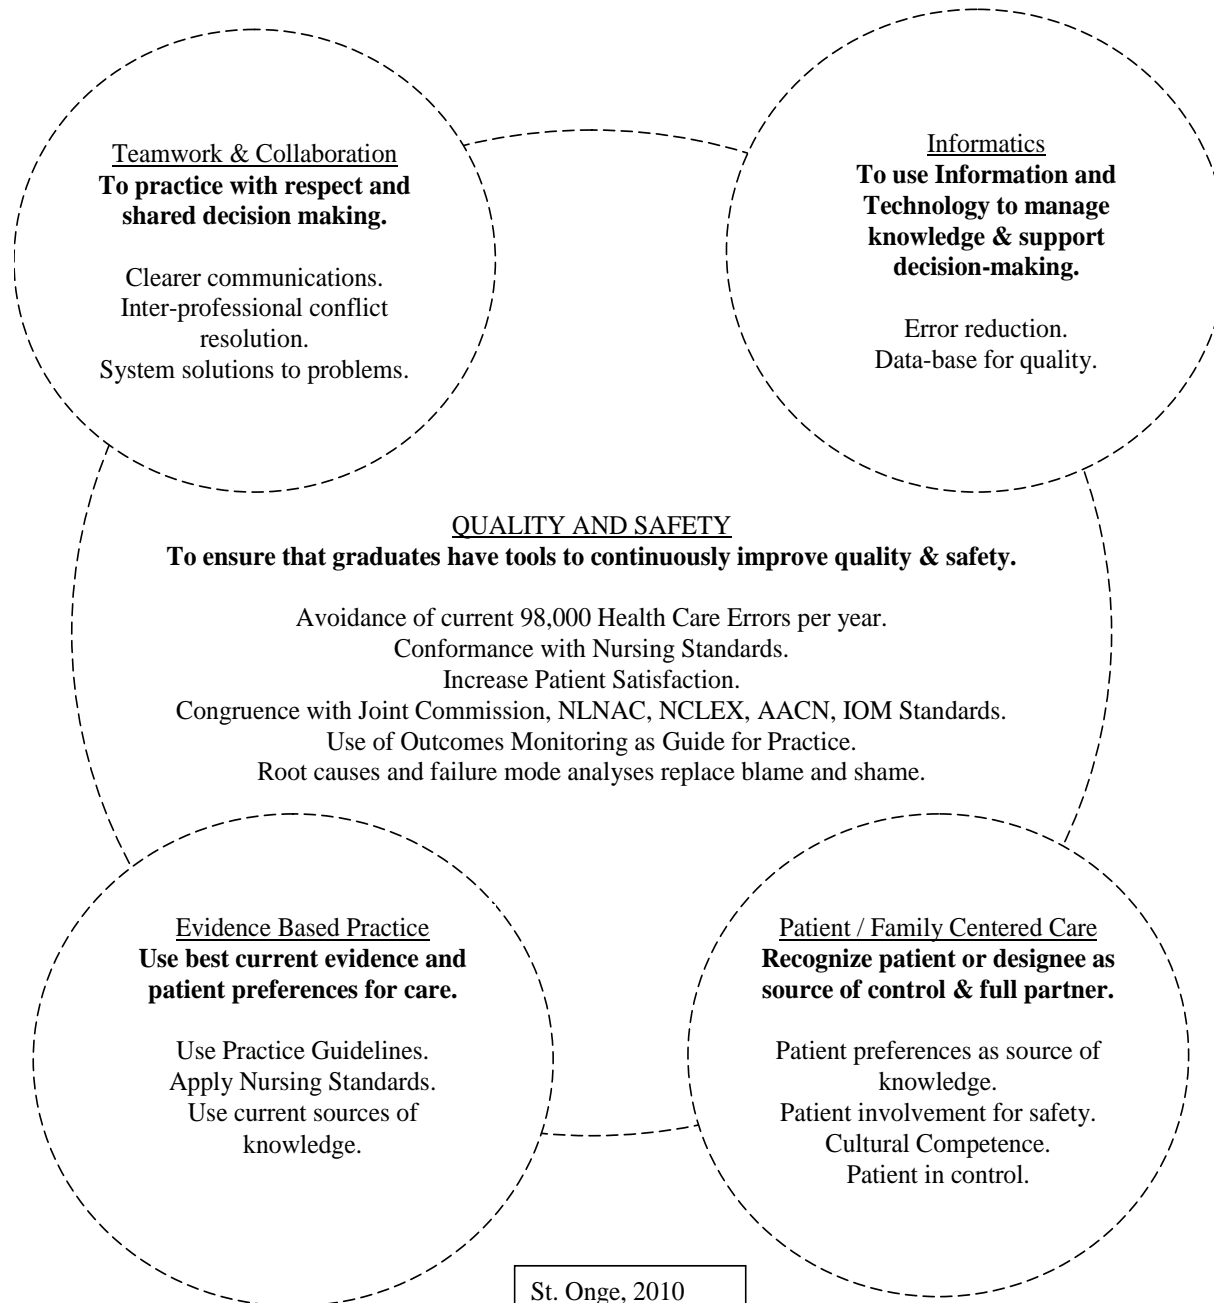 Teamwork & Collaboration
To practice with respect and
shared decision making.
Clearer communications.
Inter-professional conflict
resolution.
System solutions to problems.
Informatics
To use Information and
Technology to manage
knowledge & support
decision-making.
Error reduction.
Data-base for quality.
QUALITY AND SAFETY
To ensure that graduates have tools to continuously improve quality & safety.
Avoidance of current 98,000 Health Care Errors per year.
Conformance with Nursing Standards.
Increase Patient Satisfaction.
Congruence with Joint Commission, NLNAC, NCLEX, AACN, IOM Standards.
Use of Outcomes Monitoring as Guide for Practice.
Root causes and failure mode analyses replace blame and shame.
Evidence Based Practice
Use best current evidence and
patient preferences for care.
Use Practice Guidelines.
Apply Nursing Standards.
Use current sources of
knowledge.
Patient / Family Centered Care
Recognize patient or designee as
source of control & full partner.
Patient preferences as source of
knowledge.
Patient involvement for safety.
Cultural Competence.
Patient in control.
St. Onge, 2010